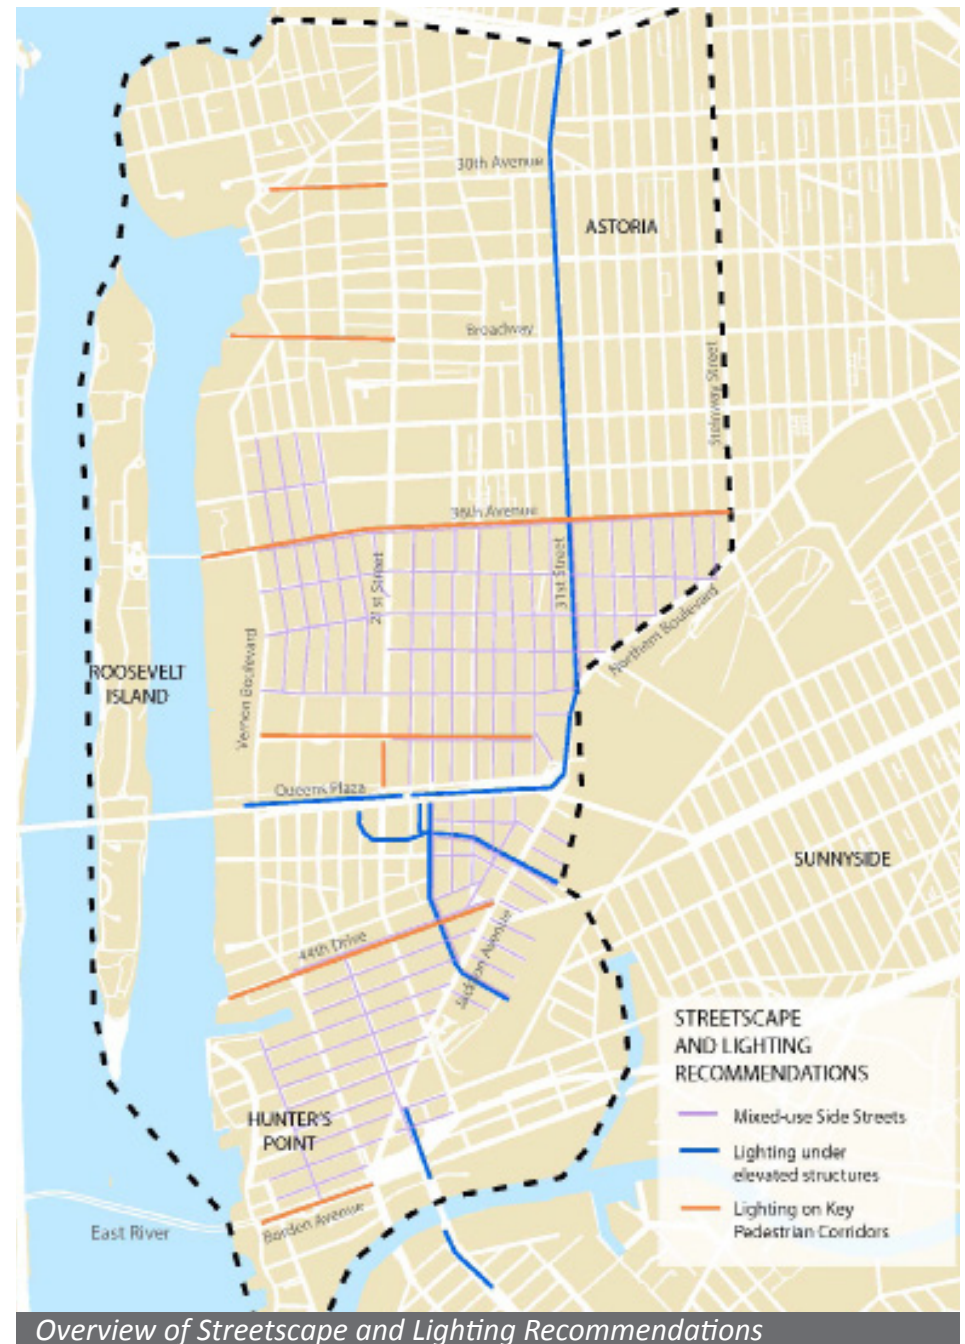 30th Avenue
ASTORIA
Broadway
Steinway Street
36th Avenue
21st Street
31st Street
Northern Boulevard
Vernon Boulevard
ROOSEVELT
ISLAND
Queens Plaza
SUNNYSIDE
44th Drive
Jackson Avenue
HUNTER'S
POINT
Borden Avenue
East River
STREETSCAPE
AND LIGHTING
RECOMMENDATIONS
Mixed-use Side Streets
Lighting under
elevated structures
Lighting on Key
Pedestrian Corridors
Overview of Streetscape and Lighting Recommendations